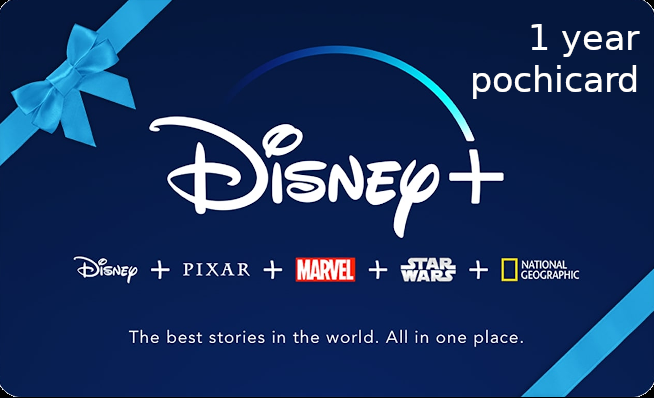 1 year
pochicard
Disney+
Disney + PIXAR + MARVEL + STAR WARS + NATIONAL GEOGRAPHIC
The best stories in the world. All in one place.